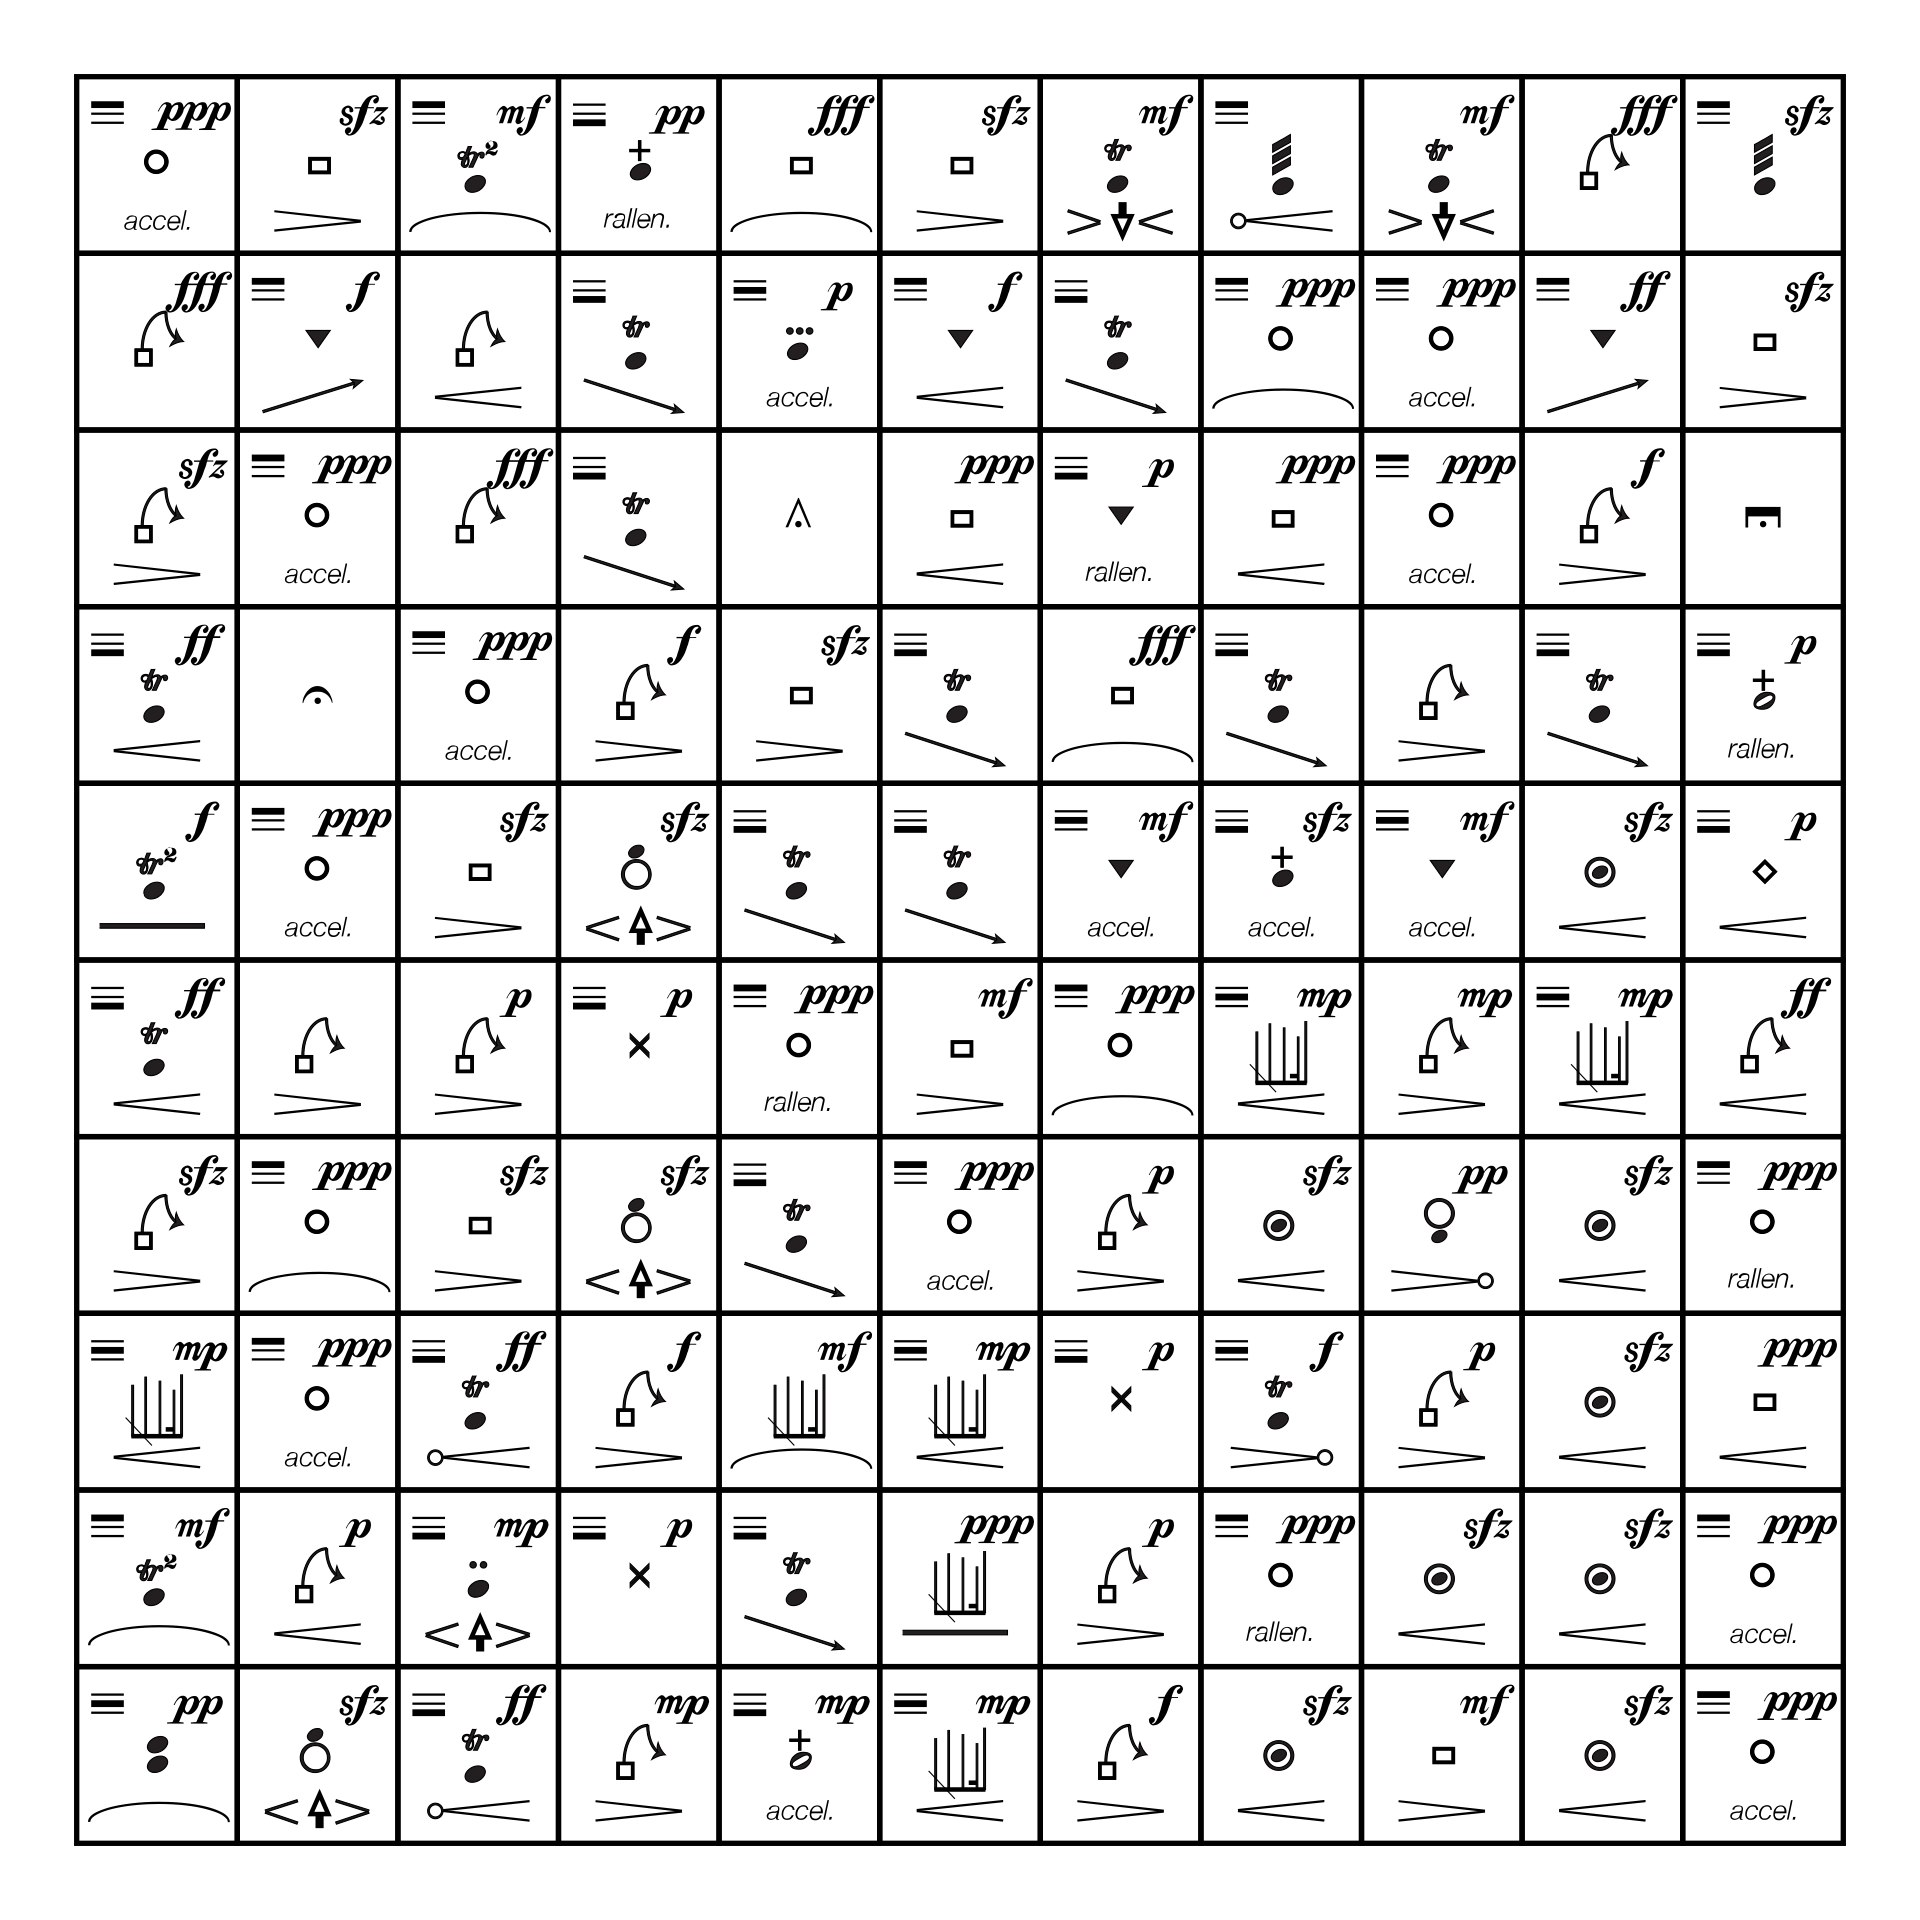 ppp sfz mf pp fff sfz mf mf fff sfz
tr2 tr tr
accel. rallen.
fff f p f ppp ppp ff sfz
tr tr
accel. accel.
sfz ppp fff ppp p ppp ppp f
tr
accel. rallen. accel.
ff ppp f sfz fff p
tr tr tr tr
accel. rallen.
f ppp sfz sfz mf sfz mf sfz p
tr2 tr tr
accel. accel. accel. accel.
ff p p ppp mf ppp mp mp mp ff
tr
rallen.
sfz ppp sfz sfz ppp p sfz pp sfz ppp
tr
accel. rallen.
mp ppp ff f mf mp p f p sfz ppp
tr tr
accel.
mf p mp p ppp p ppp sfz sfz ppp
tr2 tr
rallen. accel.
pp sfz ff mp mp mp f sfz mf sfz ppp
tr
accel. accel.